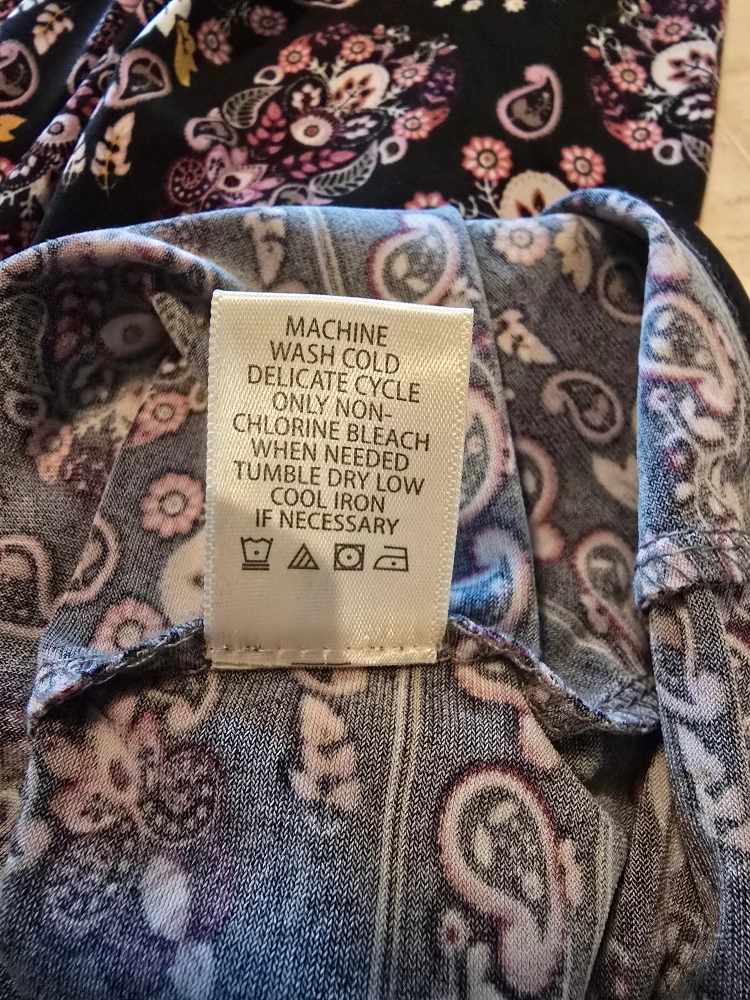 MACHINE
WASH COLD
DELICATE CYCLE
ONLY NON-
CHLORINE BLEACH
WHEN NEEDED
TUMBLE DRY LOW
COOL IRON
IF NECESSARY